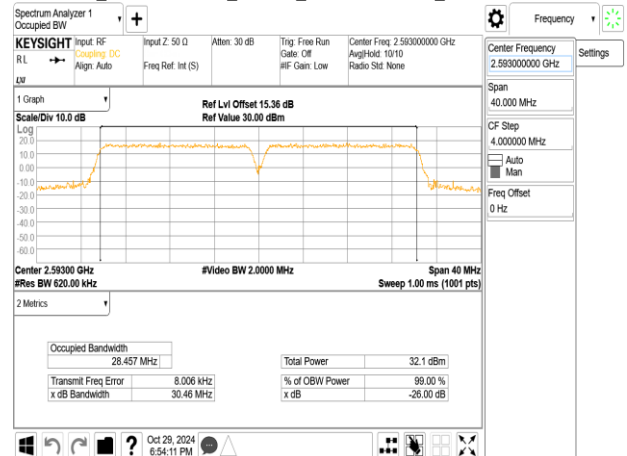 Spectrum Analyzer 1
Occupied BW
Frequency
KEYSIGHT Input: RF Input Z: 50 Ω Atten: 30 dB Trig: Free Run Center Freq: 2.593000000 GHz
RL Coupling: DC Gate: Off Avg|Hold: 10/10
Align: Auto Freq Ref: Int (S) #IF Gain: Low Radio Std: None
LXI
Center Frequency
2.593000000 GHz
Settings
Span
40.000 MHz
CF Step
4.000000 MHz
Auto
Man
Freq Offset
0 Hz
1 Graph
Ref Lvl Offset 15.36 dB
Scale/Div 10.0 dB Ref Value 30.00 dBm
Log
20.0
10.0
0.00
-10.0
-20.0
-30.0
-40.0
-50.0
-60.0
Center 2.59300 GHz #Video BW 2.0000 MHz Span 40 MHz
#Res BW 620.00 kHz Sweep 1.00 ms (1001 pts)
2 Metrics
Occupied Bandwidth
28.457 MHz Total Power 32.1 dBm
Transmit Freq Error 8.006 kHz % of OBW Power 99.00 %
x dB Bandwidth 30.46 MHz x dB -26.00 dB
? Oct 29, 2024
6:54:11 PM